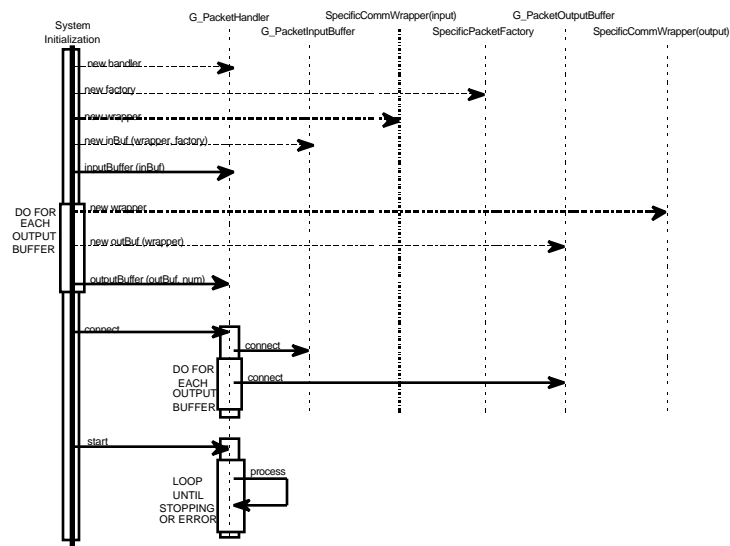 System
Initialization
G_PacketHandler
G_PacketInputBuffer
SpecificCommWrapper(input)
SpecificPacketFactory
G_PacketOutputBuffer
SpecificCommWrapper(output)
new handler
new factory
new wrapper
new inBuf (wrapper, factory)
inputBuffer (inBuf)
DO FOR
EACH
OUTPUT
BUFFER
new wrapper
new outBuf (wrapper)
outputBuffer (outBuf, num)
connect
connect
DO FOR
EACH
OUTPUT
BUFFER
connect
start
process
LOOP
UNTIL
STOPPING
OR ERROR